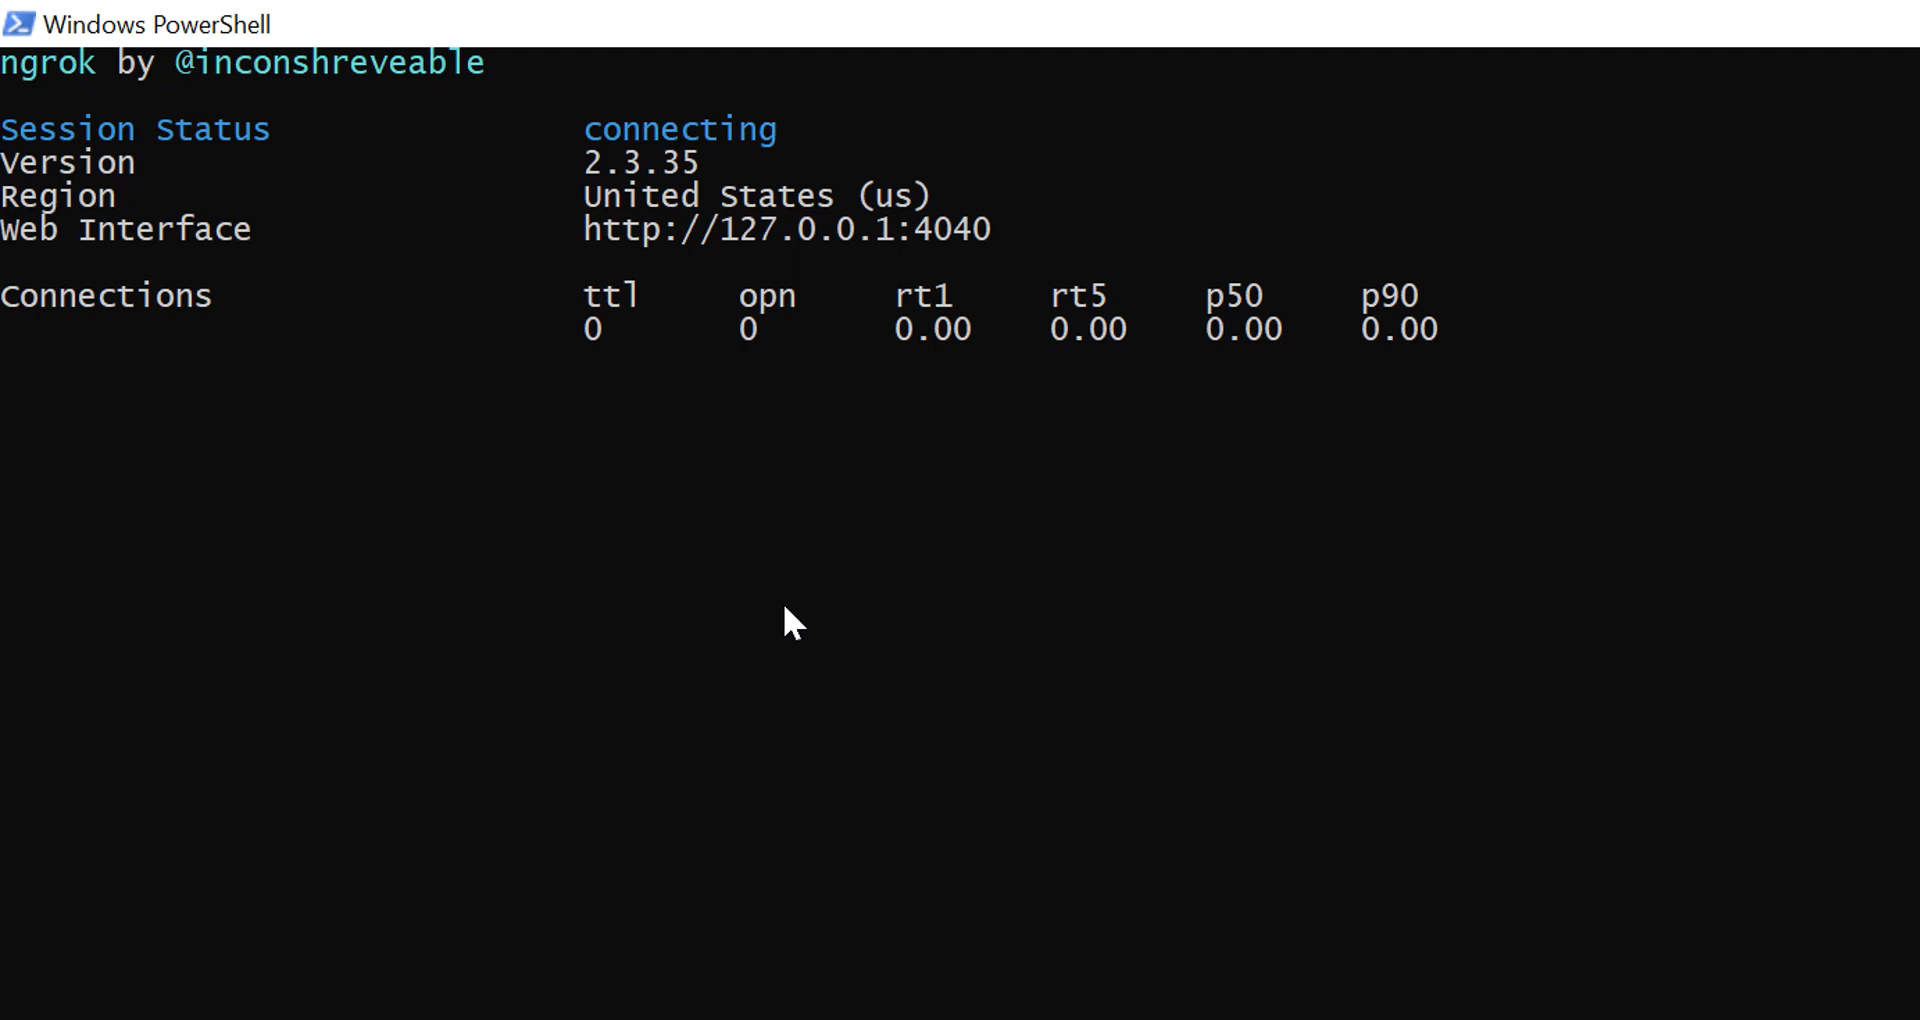 Windows PowerShell
ngrok by @inconshreveable
Session Status connecting
Version 2.3.35
Region United States (us)
Web Interface http://127.0.0.1:4040
Connections ttl opn rt1 rt5 p50 p90
0 0 0.00 0.00 0.00 0.00